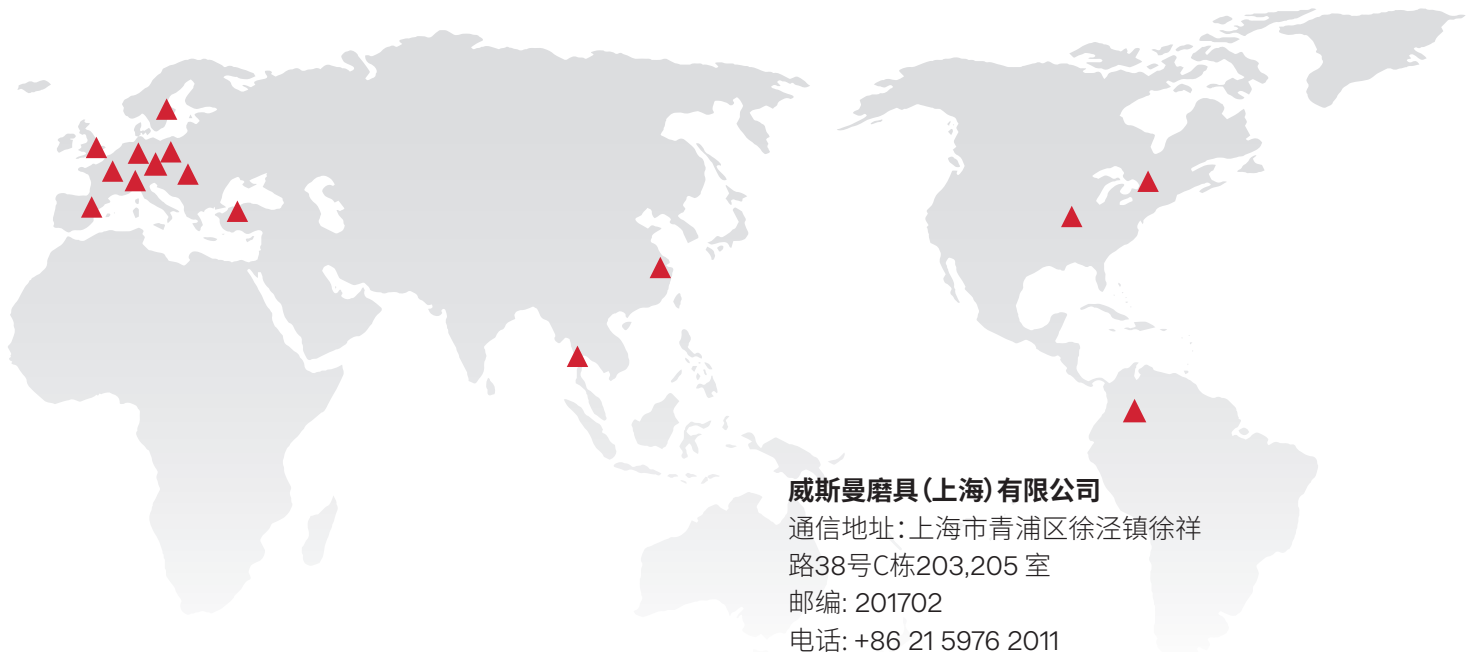 威斯曼磨具（上海）有限公司
通信地址：上海市青浦区徐泾镇徐祥
路38号C栋203,205 室
邮编: 201702
电话: +86 21 5976 2011